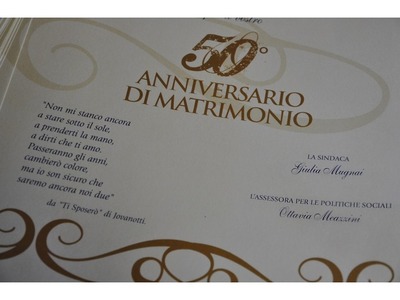 vostro
50°
ANNIVERSARIO
DI MATRIMONIO
"Non mi stanco ancora
a stare sotto il sole,
a prenderti la mano,
a dirti che ti amo.
Passeranno gli anni,
cambierò colore,
ma io son sicuro che
saremo ancora noi due"
da "Ti Sposerò" di Jovanotti.
LA SINDACA
Giulia Mugnai
L'ASSESSORA PER LE POLITICHE SOCIALI
Ottavia Meazzini